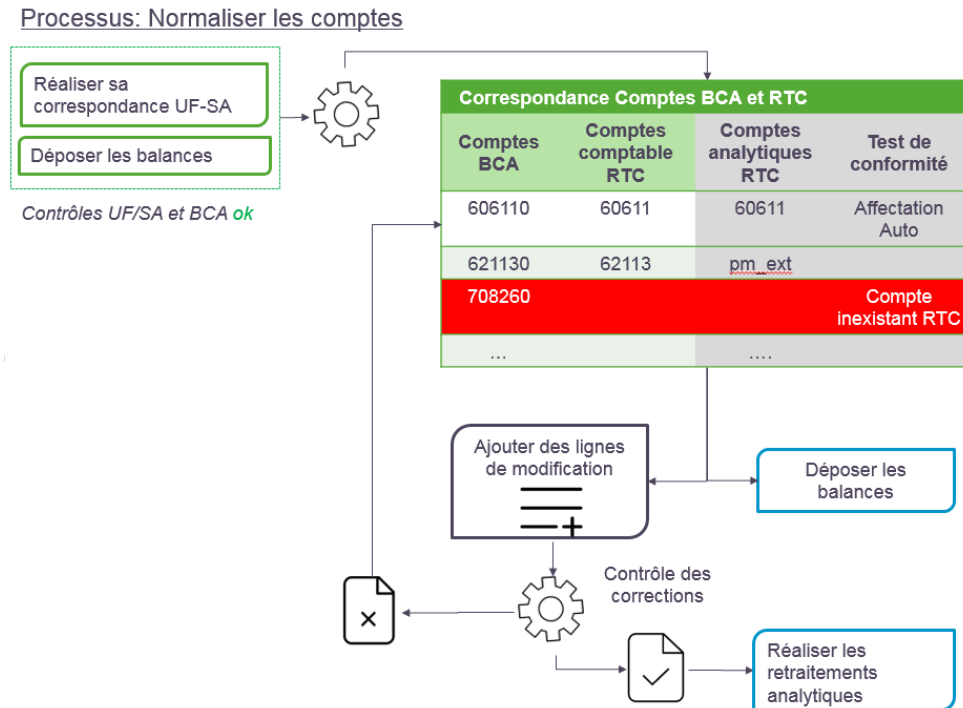 Processus: Normaliser les comptes
Réaliser sa
correspondance UF-SA
Déposer les balances
Contrôles UF/SA et BCA ok
Correspondance Comptes BCA et RTC
Comptes
BCA
Comptes
comptable
RTC
Comptes
analytiques
RTC
Test de
conformité
606110 60611 60611 Affectation
Auto
621130 62113 pm_ext
708260 Compte
inexistant RTC
... ....
Ajouter des lignes
de modification
Déposer les
balances
Contrôle des
corrections
Réaliser les
retraitements
analytiques